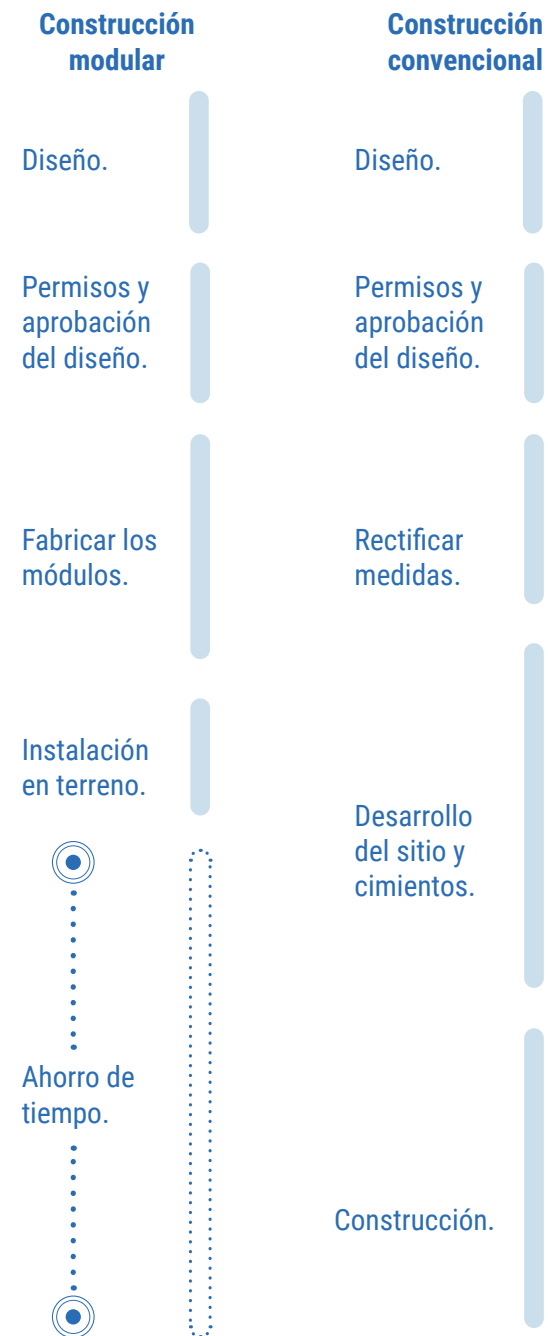 Construcción
modular
Diseño.
Permisos y
aprobación
del diseño.
Fabricar los
módulos.
Instalación
en terreno.
Ahorro de
tiempo.
Construcción
convencional
Diseño.
Permisos y
aprobación
del diseño.
Rectificar
medidas.
Desarrollo
del sitio y
cimientos.
Construcción.